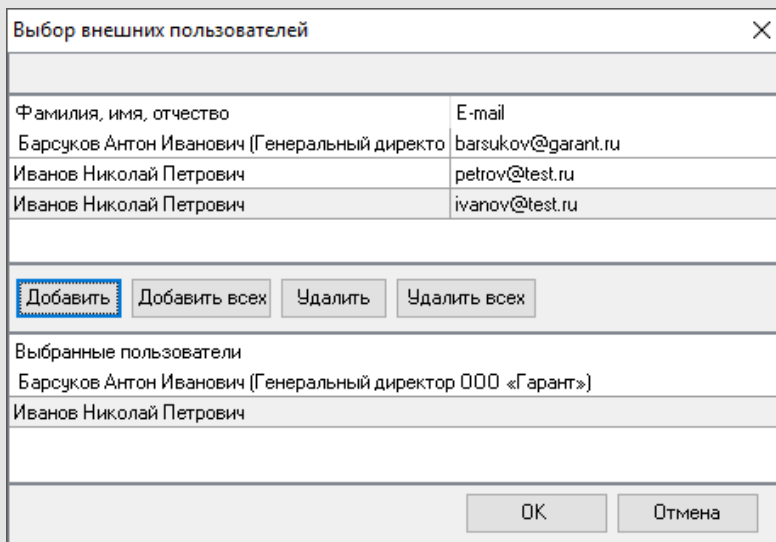 Выбор внешних пользователей
Фамилия, имя, отчество E-mail
Барсуков Антон Иванович (Генеральный директо barsukov@garant.ru
Иванов Николай Петрович petrov@test.ru
Иванов Николай Петрович ivanov@test.ru
Добавить Добавить всех Удалить Удалить всех
Выбранные пользователи
Барсуков Антон Иванович (Генеральный директор ООО «Гарант»)
Иванов Николай Петрович
OK Отмена